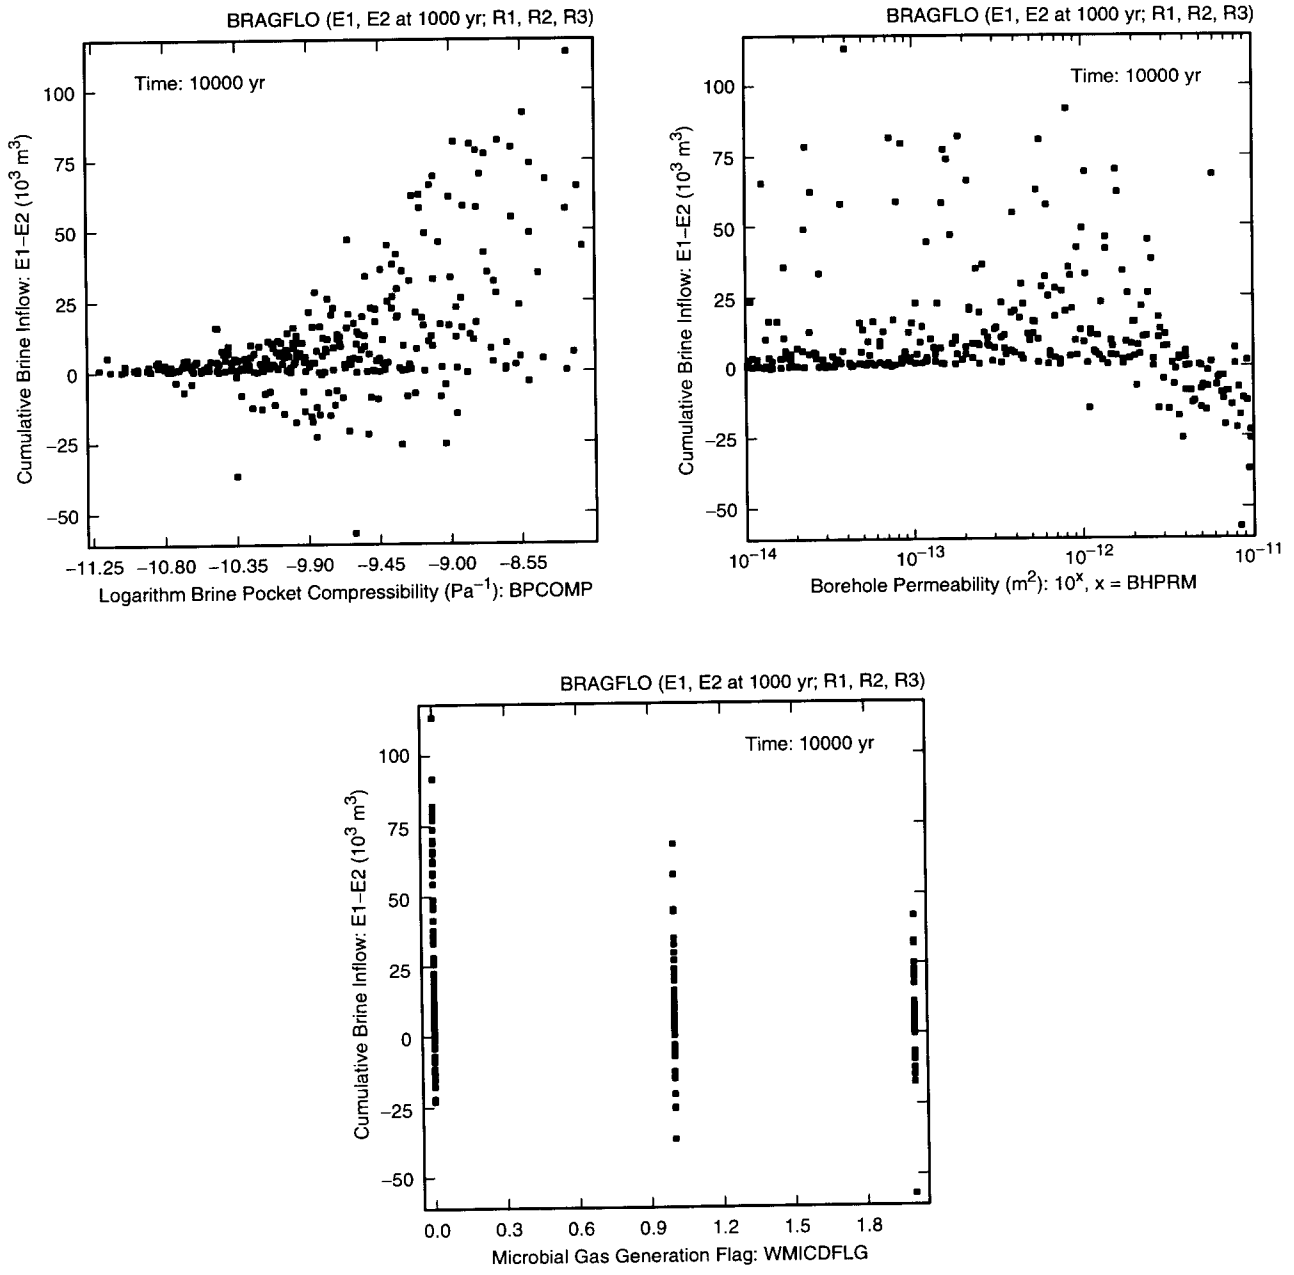 BRAGFLO (E1, E2 at 1000 yr; R1, R2, R3)
Time: 10000 yr
Cumulative Brine Inflow: E1−E2 (10³ m³)
100
75
50
25
0
−25
−50
−11.25 −10.80 −10.35 −9.90 −9.45 −9.00 −8.55
Logarithm Brine Pocket Compressibility (Pa⁻¹): BPCOMP
BRAGFLO (E1, E2 at 1000 yr; R1, R2, R3)
Time: 10000 yr
Cumulative Brine Inflow: E1−E2 (10³ m³)
100
75
50
25
0
−25
−50
10⁻¹⁴ 10⁻¹³ 10⁻¹² 10⁻¹¹
Borehole Permeability (m²): 10ˣ, x = BHPRM
BRAGFLO (E1, E2 at 1000 yr; R1, R2, R3)
Time: 10000 yr
Cumulative Brine Inflow: E1−E2 (10³ m³)
100
75
50
25
0
−25
−50
0.0 0.3 0.6 0.9 1.2 1.5 1.8
Microbial Gas Generation Flag: WMICDFLG